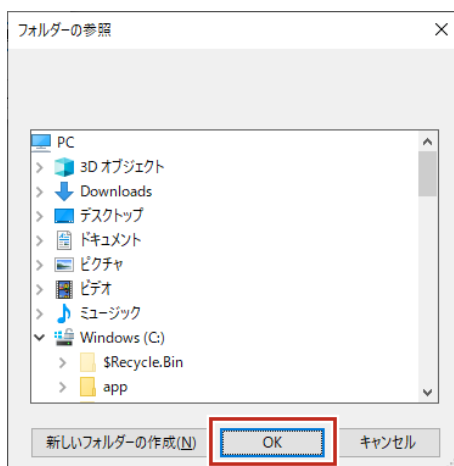 フォルダーの参照
PC
3D オブジェクト
Downloads
デスクトップ
ドキュメント
ピクチャ
ビデオ
ミュージック
Windows (C:)
$Recycle.Bin
app
新しいフォルダーの作成(N) OK キャンセル